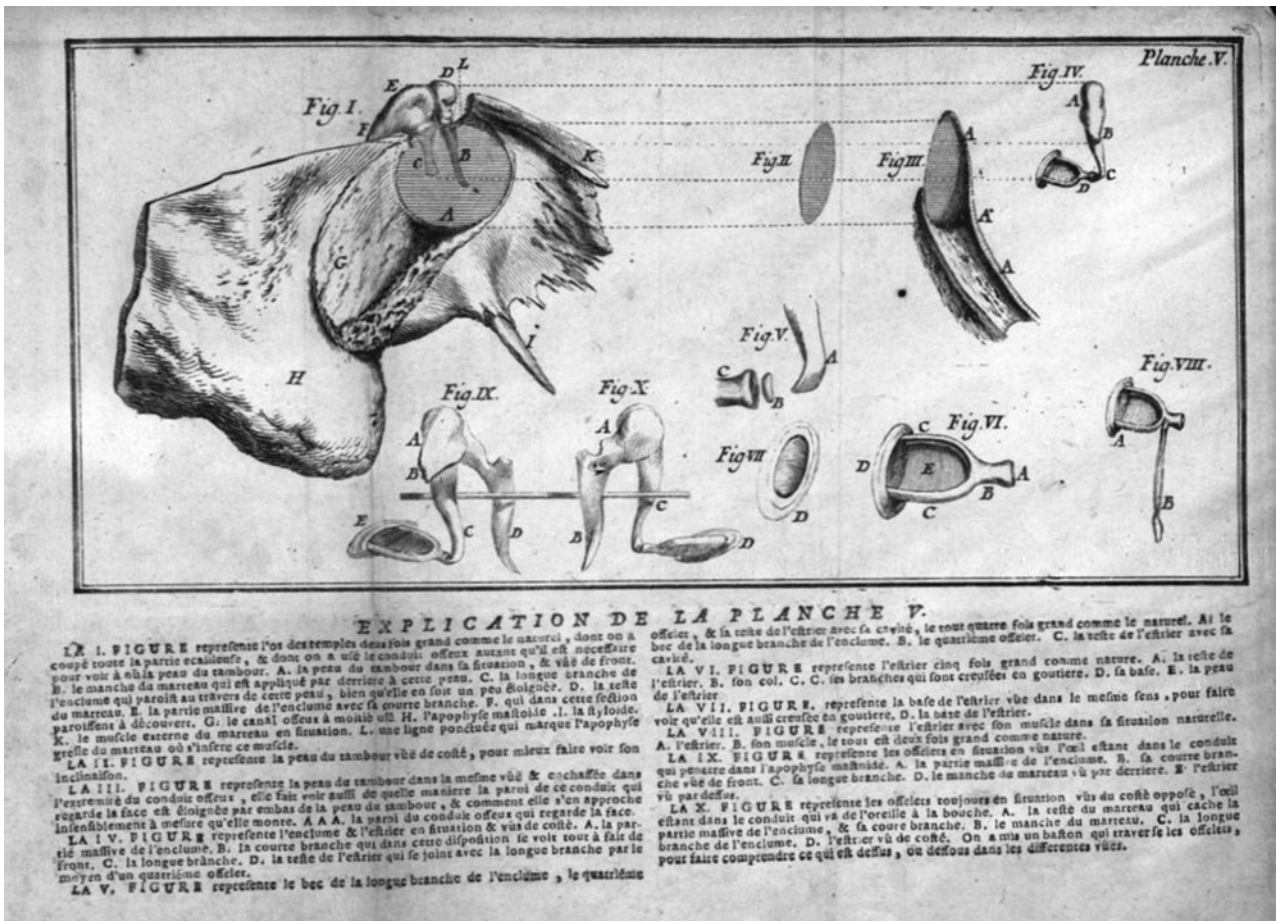 Planche.V.
Fig.I.
E
D
L
F
C
B
A
K
G
H
I
Fig.II.
Fig.III.
A
A
A
Fig.IV.
A
B
C
D
Fig.V.
A
B
C
Fig.VI.
C
D
E
A
B
C
Fig.VII
D
Fig.VIII.
A
B
Fig.IX.
A
B
C
D
E
Fig.X.
A
B
C
D
EXPLICATION DE LA PLANCHE V.
LA I. FIGURE repreſente l'os des temples deux fois grand comme le naturel, dont on a
coupé toute la partie écailleuſe, & dont on a uſé le conduit oſſeux autant qu'il eſt neceſſaire
pour voir à nû la peau du tambour. A. la peau du tambour dans ſa ſituation, & vûë de front.
B. le manche du marteau qui eſt appliqué par derriere à cette peau. C. la longue branche de
l'enclume qui paroît au travers de cette peau, bien qu'elle en ſoit un peu éloignée. D. la teſte
du marteau. E. la partie maſſive de l'enclume avec ſa courte branche. F. qui dans cette ſection
paroiſſent à découvert. G. le canal oſſeux à moitié uſé. H. l'apophyſe maſtoïde. I. la ſtyloïde.
K. le muſcle externe du marteau en ſituation. L. une ligne ponctuée qui marque l'apophyſe
greſle du marteau où s'inſere ce muſcle.
LA II. FIGURE repreſente la peau du tambour vûë de coſté, pour mieux faire voir ſon
inclinaiſon.
LA III. FIGURE repreſente la peau du tambour dans la meſme vûë & enchaſſée dans
l'extremité du conduit oſſeux, elle fait voir auſſi de quelle maniere la paroi de ce conduit qui
regarde la face eſt éloignée par embas de la peau du tambour, & comment elle s'en approche
inſenſiblement à meſure qu'elle monte. A A A. la paroi du conduit oſſeux qui regarde la face.
LA IV. FIGURE repreſente l'enclume & l'eſtrier en ſituation & vûs de coſté. A. la par-
tie maſſive de l'enclume. B. la courte branche qui dans cette diſpoſition ſe voit tout à fait de
front. C. la longue brànche. D. la teſte de l'eſtrier qui ſe joint avec la longue branche par le
moyen d'un quatriéme oſſelet.
LA V. FIGURE repreſente le bec de la longue branche de l'enclume, le quatriéme
oſſelet, & ſa teſte de l'eſtrier avec ſa cavité, le tout quatre fois grand comme le naturel. A. le
bec de la longue branche de l'enclume. B. le quatriéme oſſelet. C. la teſte de l'eſtrier avec ſa
cavité.
LA VI. FIGURE repreſente l'eſtrier cinq fois grand comme nature. A. la teſte de
l'eſtrier. B. ſon col. C. C. ſes branches qui ſont creuſées en goutiere. D. ſa baſe. E. la peau
de l'eſtrier
LA VII. FIGURE. repreſente la baſe de l'eſtrier vûe dans le meſme ſens, pour faire
voir qu'elle eſt auſſi creuſée en goutiere. D. la baſe de l'eſtrier.
LA VIII. FIGURE repreſente l'eſtrier avec ſon muſcle dans ſa ſituation naturelle.
A. l'eſtrier. B. ſon muſcle, le tout eſt deux fois grand comme nature.
LA IX. FIGURE repreſente les oſſelets en ſituation vûs l'œil eſtant dans le conduit
qui penetre dans l'apophyſe maſtoïde. A. la partie maſſive de l'enclume. B. ſa courte bran-
che vûe de front. C. ſa longue branche. D. le manche du marteau vû par derriere. E. l'eſtrier
vû par deſſus.
LA X. FIGURE repreſente les oſſelets toujours en ſituation vûs du coſté oppoſé, l'œil
eſtant dans le conduit qui va de l'oreille à la bouche. A. la teſte du marteau qui cache la
partie maſſive de l'enclume, & ſa courte branche. B. le manche du marteau. C. la longue
branche de l'enclume. D. l'eſtrier vû de coſté. On a mis un baſton qui traverſe les oſſelets,
pour faire comprendre ce qui eſt deſſus, ou deſſous dans les differentes vûes.